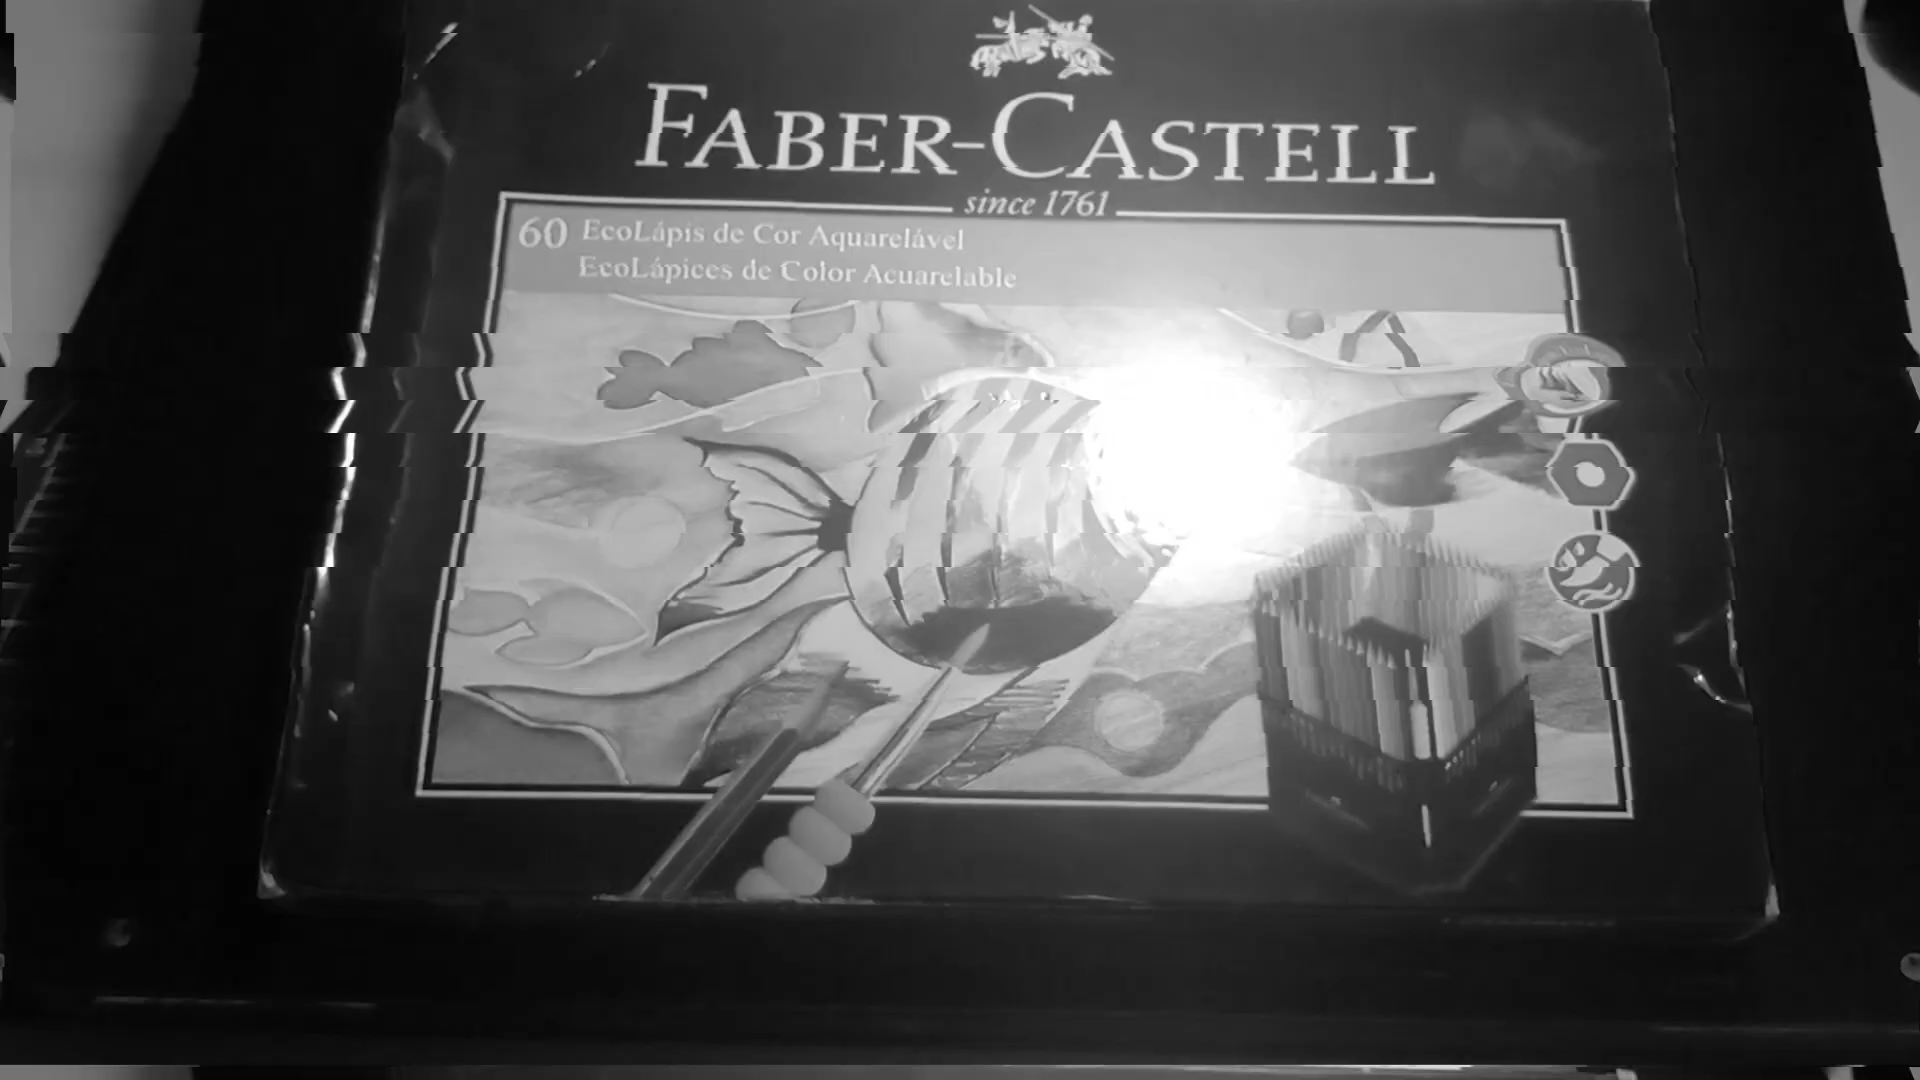 FABER-CASTELL
since 1761
60 EcoLápis de Cor Aquarelável
EcoLápices de Color Acuarelable